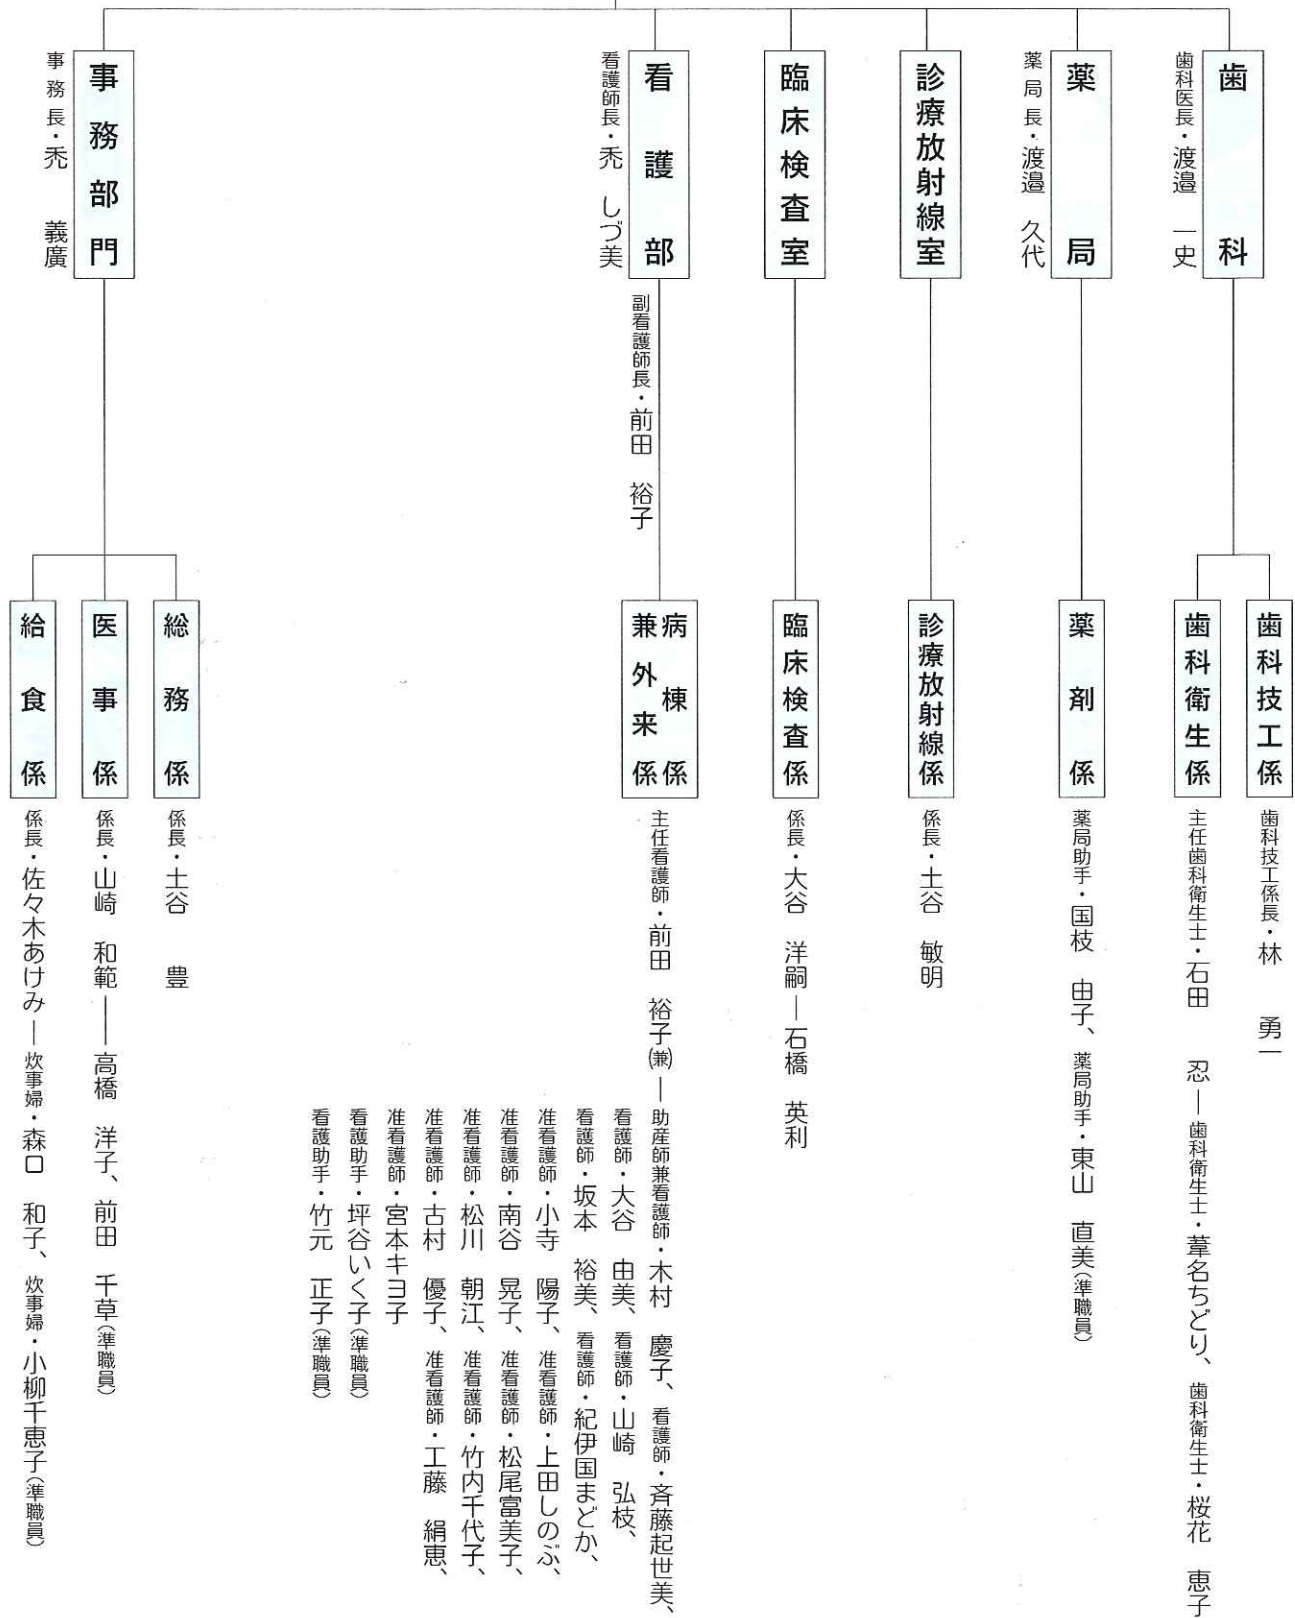 歯科
歯科医長・渡邉 一史
歯科技工係
歯科技工係長・林 勇一
歯科衛生係
主任歯科衛生士・石田 忍―歯科衛生士・葦名ちどり、歯科衛生士・桜花 恵子
薬局
薬局長・渡邉 久代
薬剤係
薬局助手・国枝 由子、薬局助手・東山 直美(準職員)
診療放射線室
診療放射線係
係長・土谷 敏明
臨床検査室
臨床検査係
係長・大谷 洋嗣―石橋 英利
看護部
看護師長・禿 しづ美
副看護師長・前田 裕子
病棟係
兼外来係
主任看護師・前田 裕子(兼)―助産師兼看護師・木村 慶子、看護師・斉藤起世美、
看護師・大谷 由美、看護師・山崎 弘枝、
看護師・坂本 裕美、看護師・紀伊国まどか、
准看護師・小寺 陽子、准看護師・上田しのぶ、
准看護師・南谷 晃子、准看護師・松尾富美子、
准看護師・松川 朝江、准看護師・竹内千代子、
准看護師・古村 優子、准看護師・工藤 絹恵、
准看護師・宮本キヨ子
看護助手・坪谷いく子(準職員)
看護助手・竹元 正子(準職員)
事務部門
事務長・禿 義廣
総務係
係長・土谷 豊
医事係
係長・山崎 和範―高橋 洋子、前田 千草(準職員)
給食係
係長・佐々木あけみ―炊事婦・森口 和子、炊事婦・小柳千恵子(準職員)